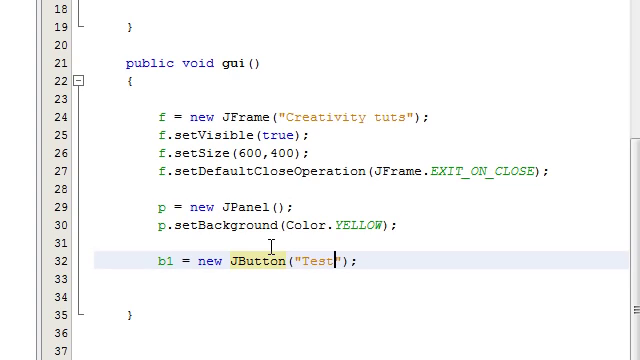 18
19 }
20
21 public void gui()
22 {
23
24 f = new JFrame("Creativity tuts");
25 f.setVisible(true);
26 f.setSize(600,400);
27 f.setDefaultCloseOperation(JFrame.EXIT_ON_CLOSE);
28
29 p = new JPanel();
30 p.setBackground(Color.YELLOW);
31
32 b1 = new JButton("Test");
33
34
35 }
36
37